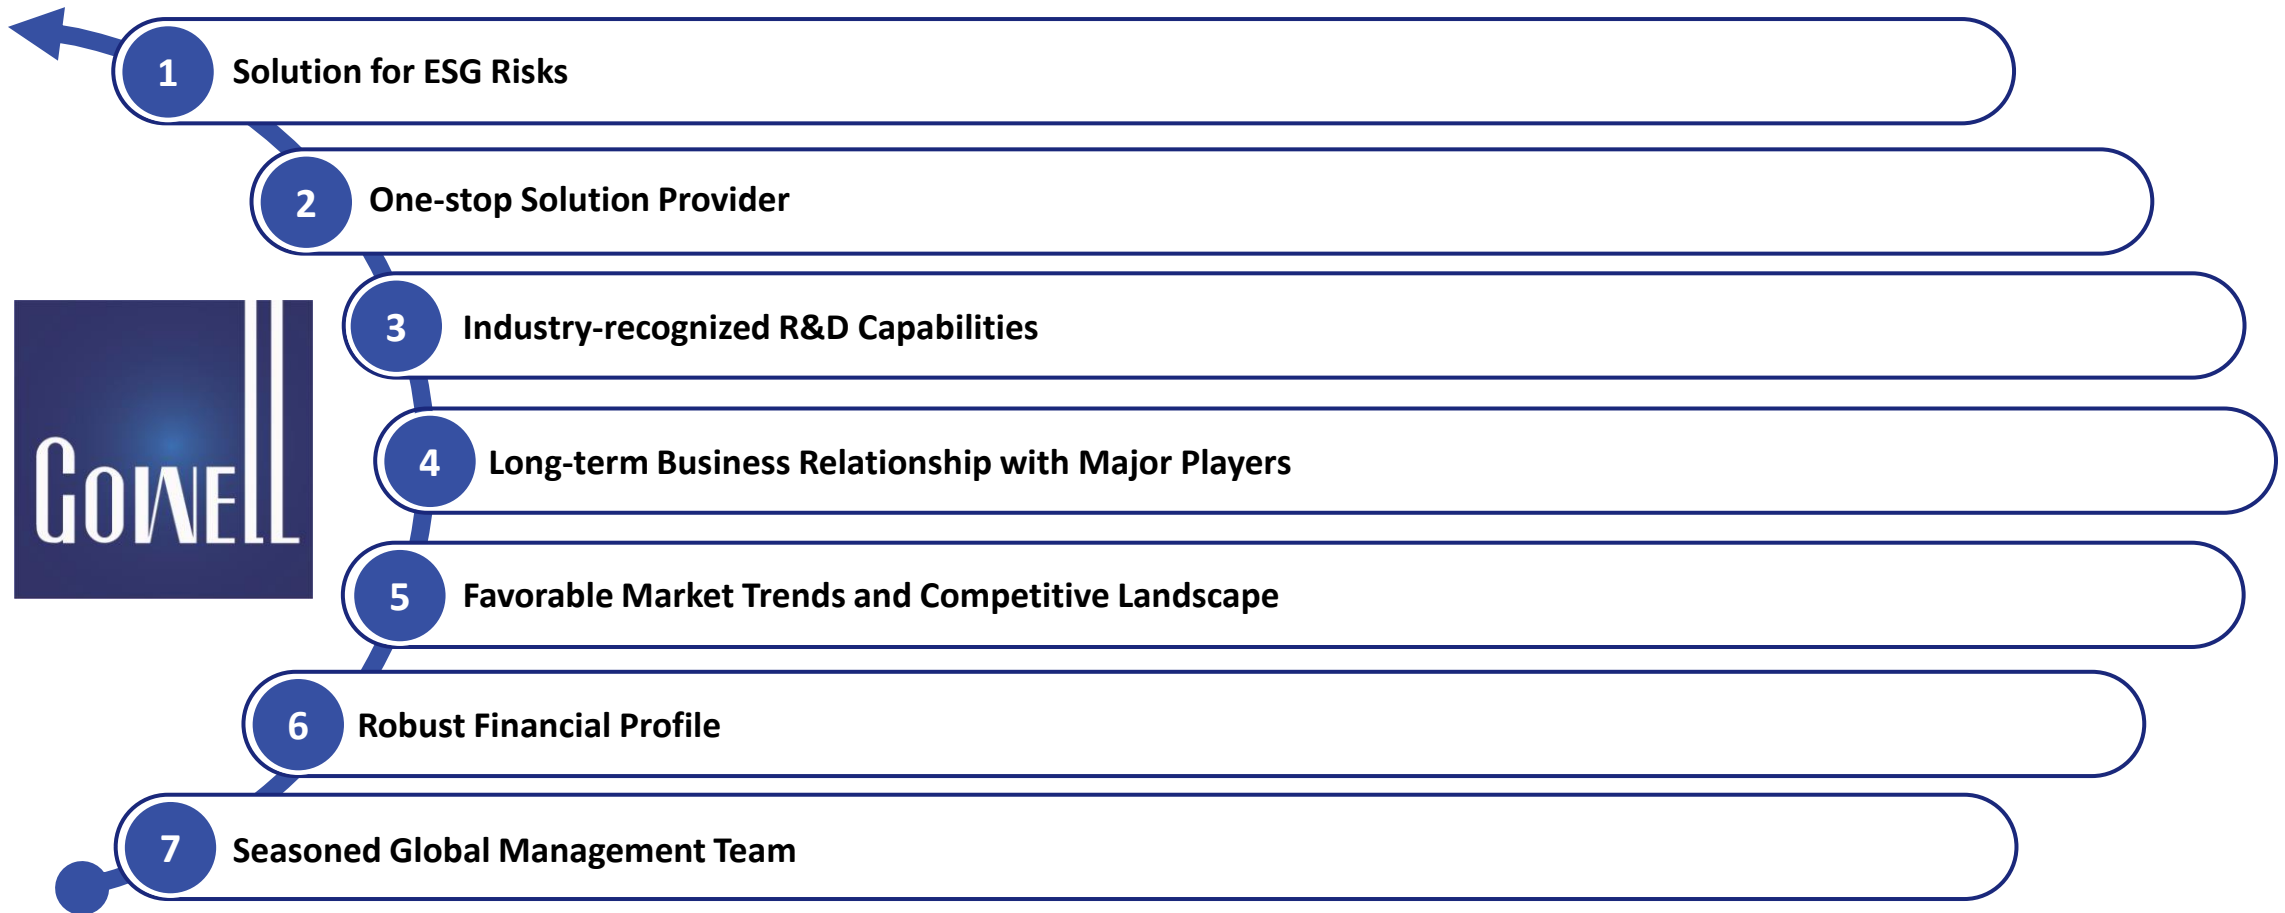 1
Solution for ESG Risks
2
One-stop Solution Provider
3
Industry-recognized R&D Capabilities
GOWELL
4
Long-term Business Relationship with Major Players
5
Favorable Market Trends and Competitive Landscape
6
Robust Financial Profile
7
Seasoned Global Management Team